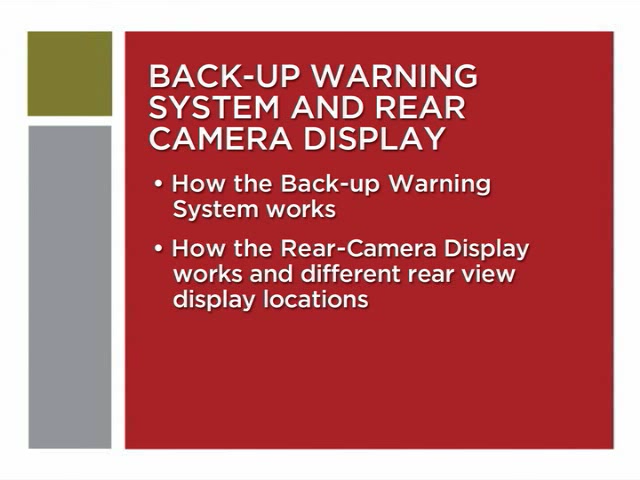 BACK-UP WARNING
SYSTEM AND REAR
CAMERA DISPLAY
• How the Back-up Warning
System works
• How the Rear-Camera Display
works and different rear view
display locations